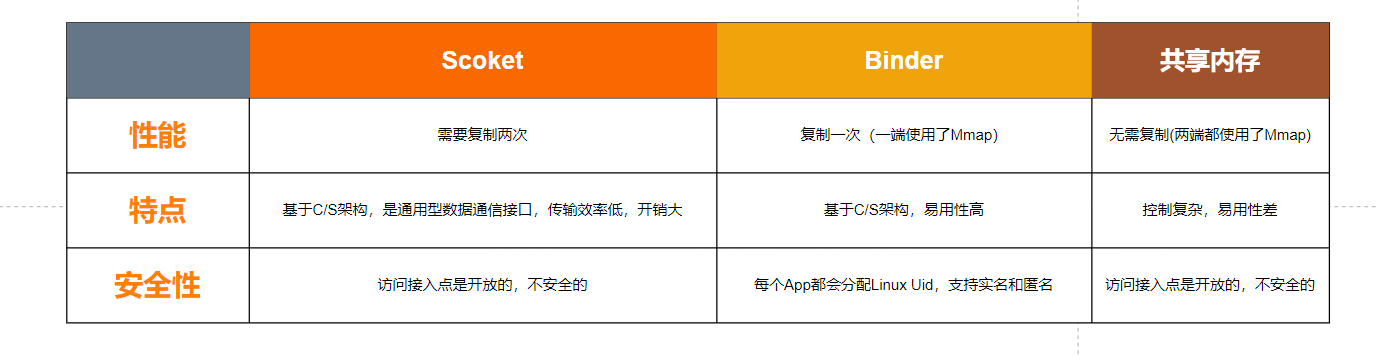 Scoket
Binder
共享内存
性能
需要复制两次
复制一次（一端使用了Mmap）
无需复制(两端都使用了Mmap)
特点
基于C/S架构，是通用型数据通信接口，传输效率低，开销大
基于C/S架构，易用性高
控制复杂，易用性差
安全性
访问接入点是开放的，不安全的
每个App都会分配Linux Uid，支持实名和匿名
访问接入点是开放的，不安全的